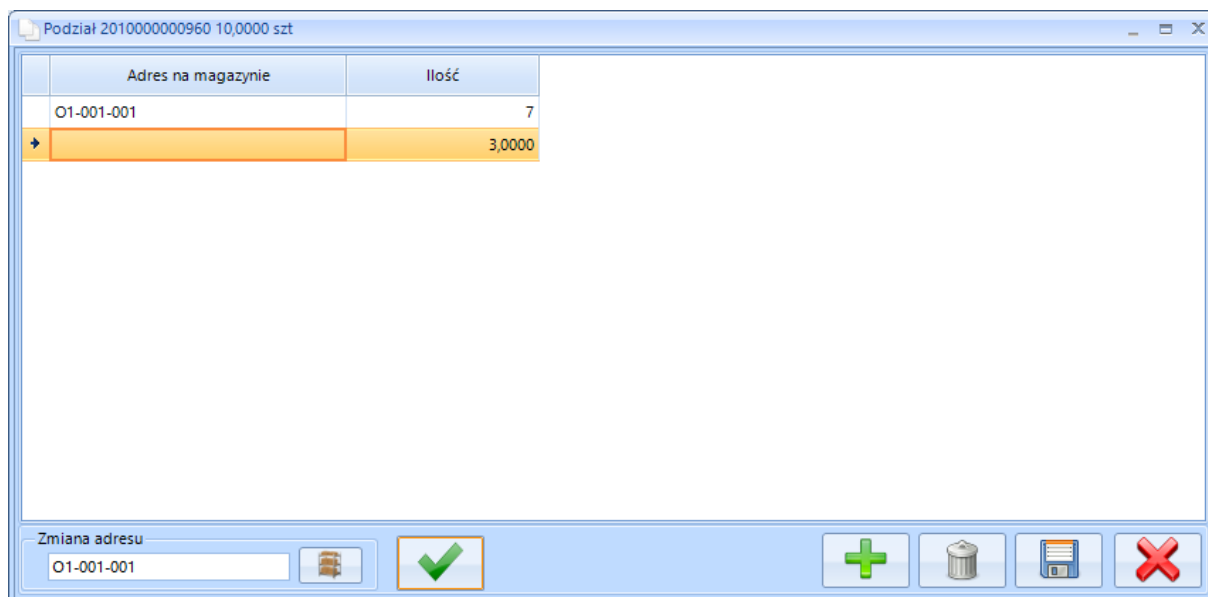 Podział 2010000000960 10,0000 szt
Adres na magazynie Ilość
O1-001-001 7
3,0000
Zmiana adresu
O1-001-001